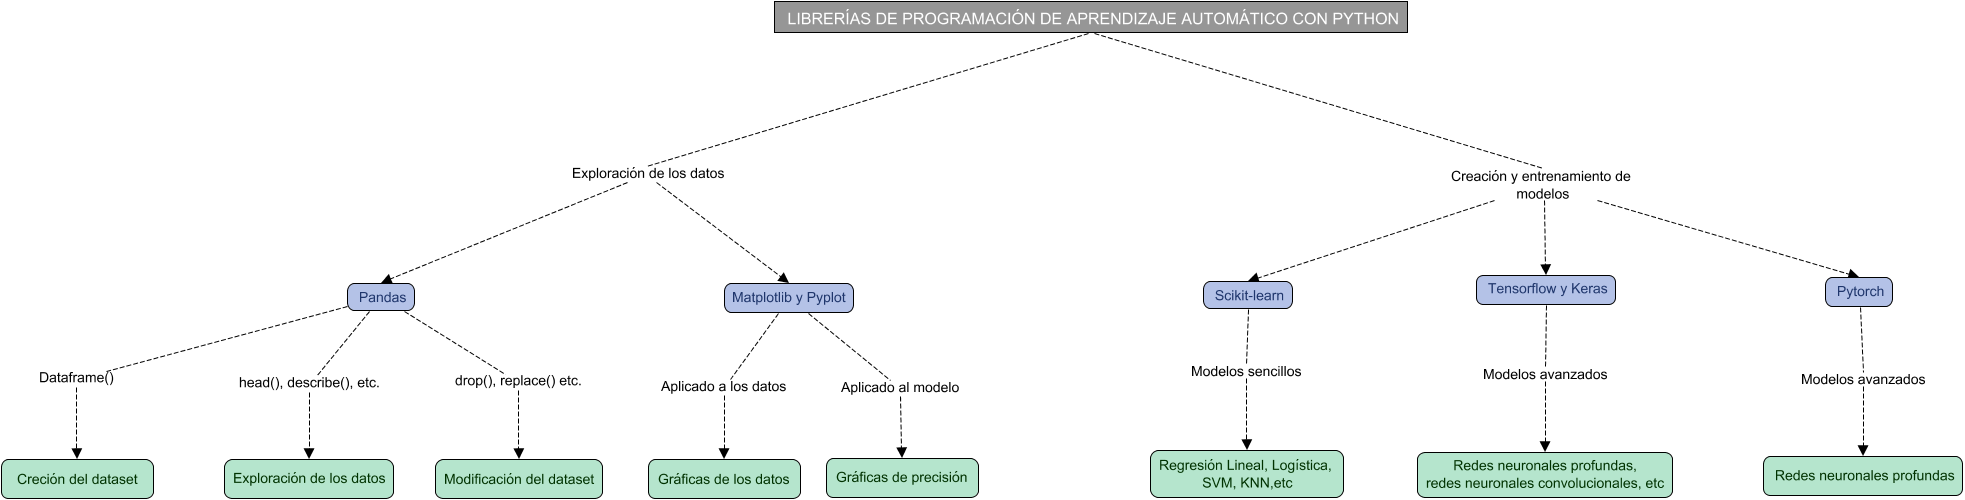 LIBRERÍAS DE PROGRAMACIÓN DE APRENDIZAJE AUTOMÁTICO CON PYTHON
Exploración de los datos
Creación y entrenamiento de
modelos
Pandas
Matplotlib y Pyplot
Scikit-learn
Tensorflow y Keras
Pytorch
Dataframe()
head(), describe(), etc.
drop(), replace() etc.
Aplicado a los datos
Aplicado al modelo
Modelos sencillos
Modelos avanzados
Modelos avanzados
Creción del dataset
Exploración de los datos
Modificación del dataset
Gráficas de los datos
Gráficas de precisión
Regresión Lineal, Logística,
SVM, KNN,etc
Redes neuronales profundas,
redes neuronales convolucionales, etc
Redes neuronales profundas